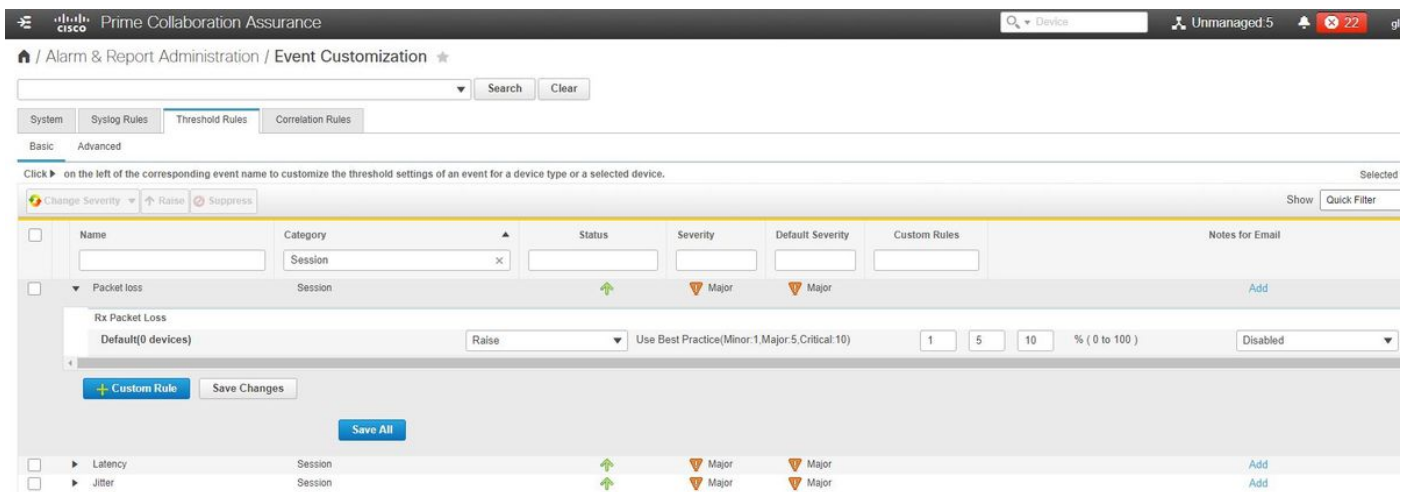 CISCO Prime Collaboration Assurance Device Unmanaged:5 22
/ Alarm & Report Administration / Event Customization
Search Clear
System Syslog Rules Threshold Rules Correlation Rules
Basic Advanced
Click on the left of the corresponding event name to customize the threshold settings of an event for a device type or a selected device. Selected
Change Severity Raise Suppress Show Quick Filter
Name Category Status Severity Default Severity Custom Rules Notes for Email
Session
Packet loss Session Major Major Add
Rx Packet Loss
Default(0 devices) Raise Use Best Practice(Minor:1,Major:5,Critical:10) 1 5 10 % ( 0 to 100 ) Disabled
Custom Rule Save Changes
Save All
Latency Session Major Major Add
Jitter Session Major Major Add